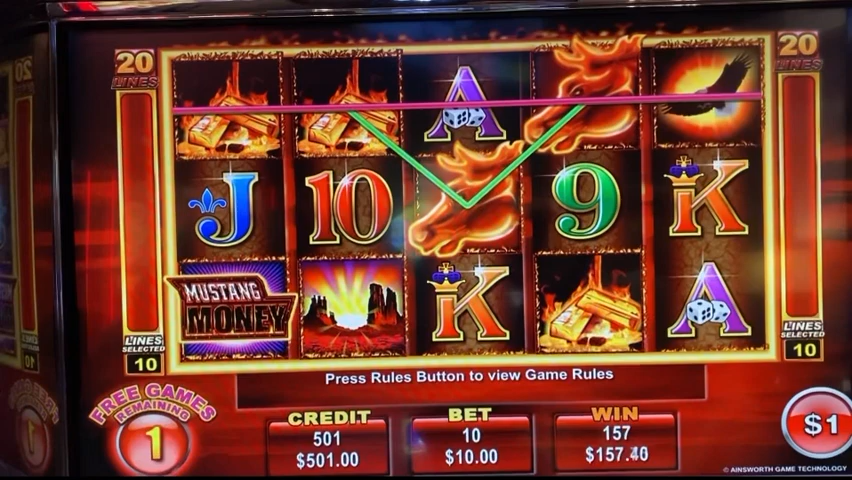 20
LINES
20
LINES
A
J
10
9
K
MUSTANG
MONEY
K
A
LINES
SELECTED
10
LINES
SELECTED
10
Press Rules Button to view Game Rules
FREE GAMES
REMAINING
1
CREDIT
501
$501.00
BET
10
$10.00
WIN
157
$1
© AINSWORTH GAME TECHNOLOGY